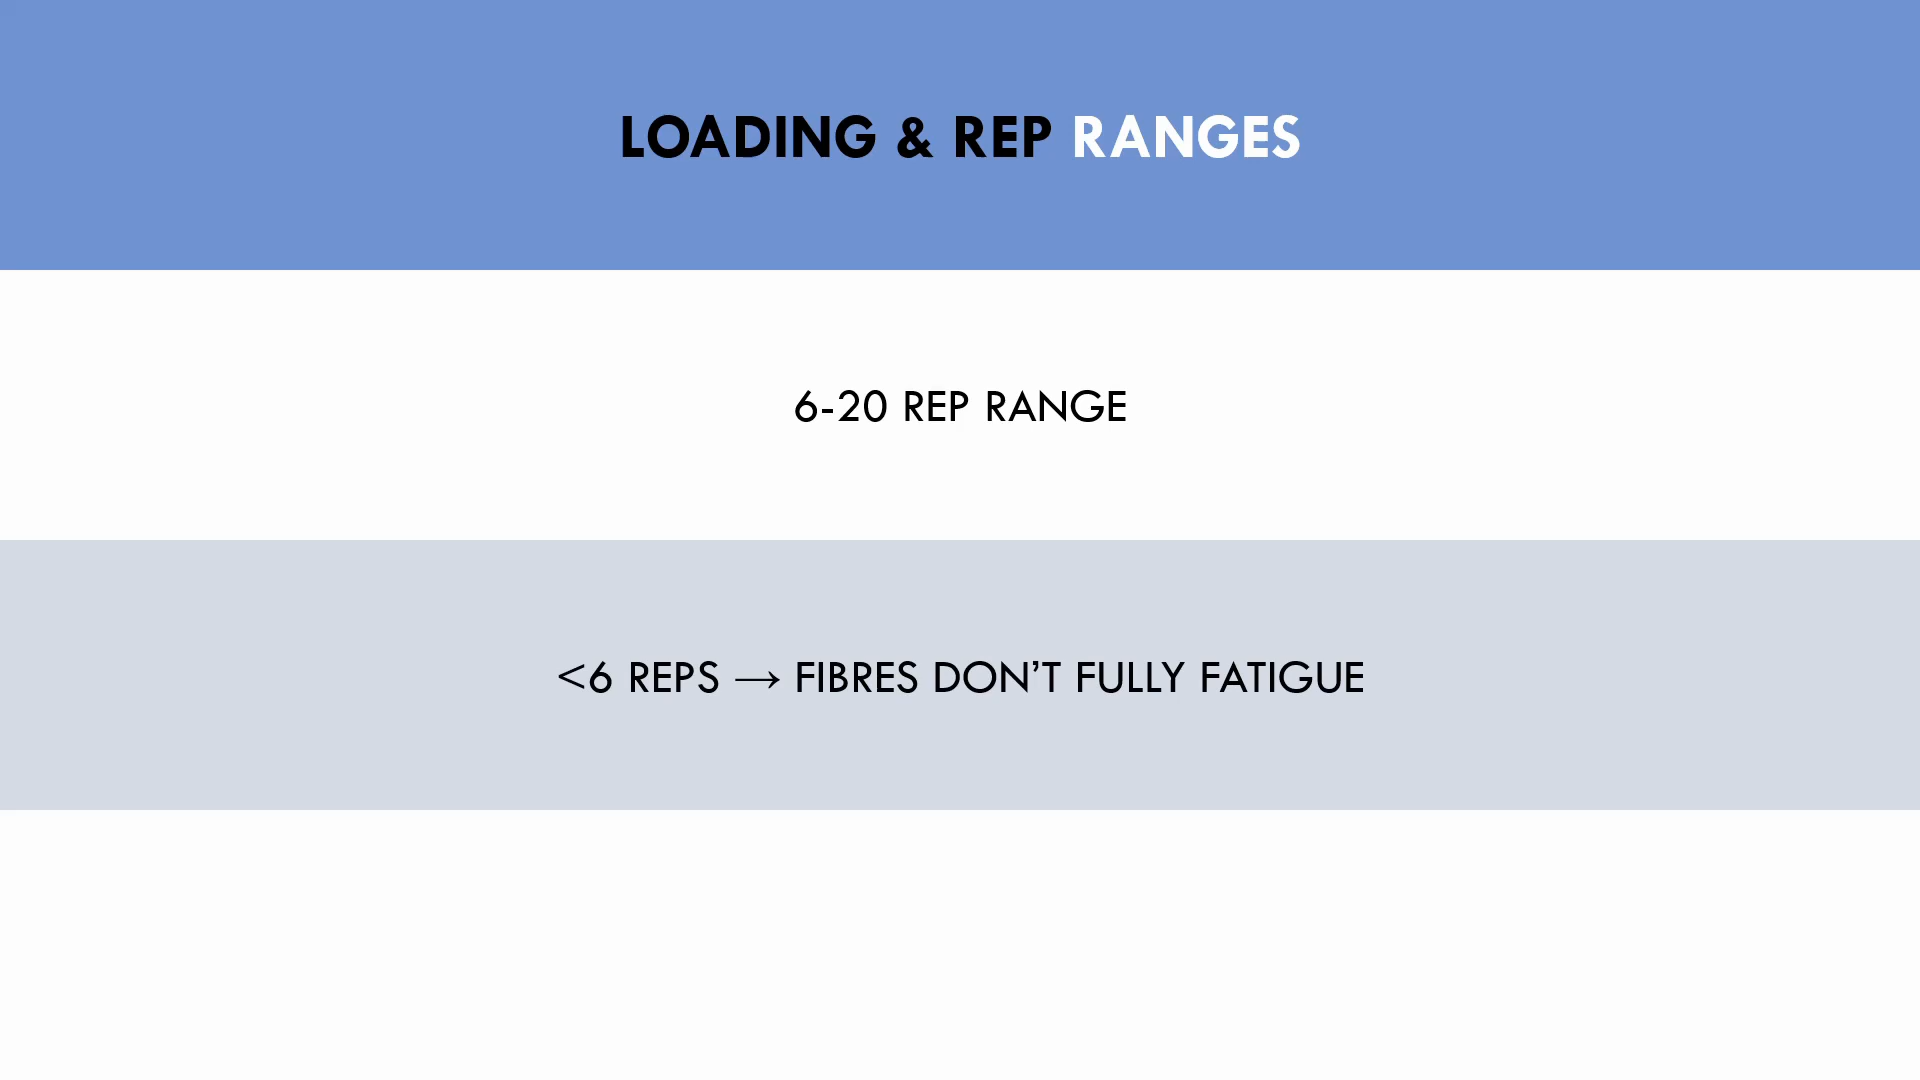 LOADING & REP RANGES
6-20 REP RANGE
<6 REPS → FIBRES DON’T FULLY FATIGUE